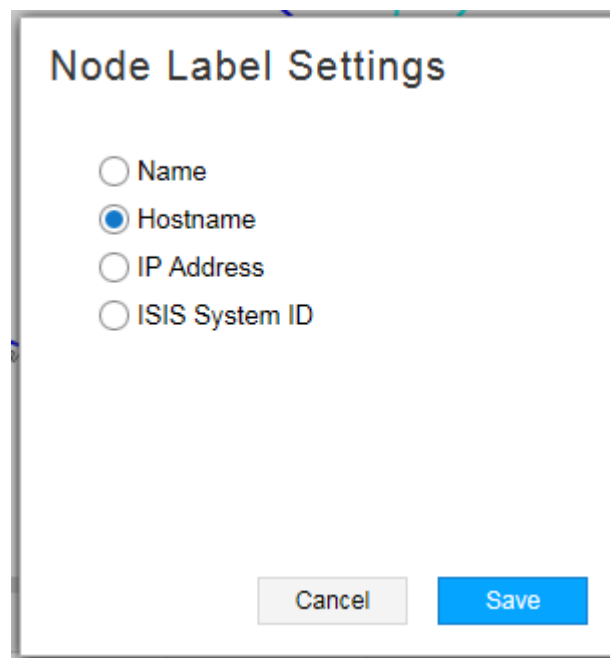 Node Label Settings
Name
Hostname
IP Address
ISIS System ID
Cancel Save